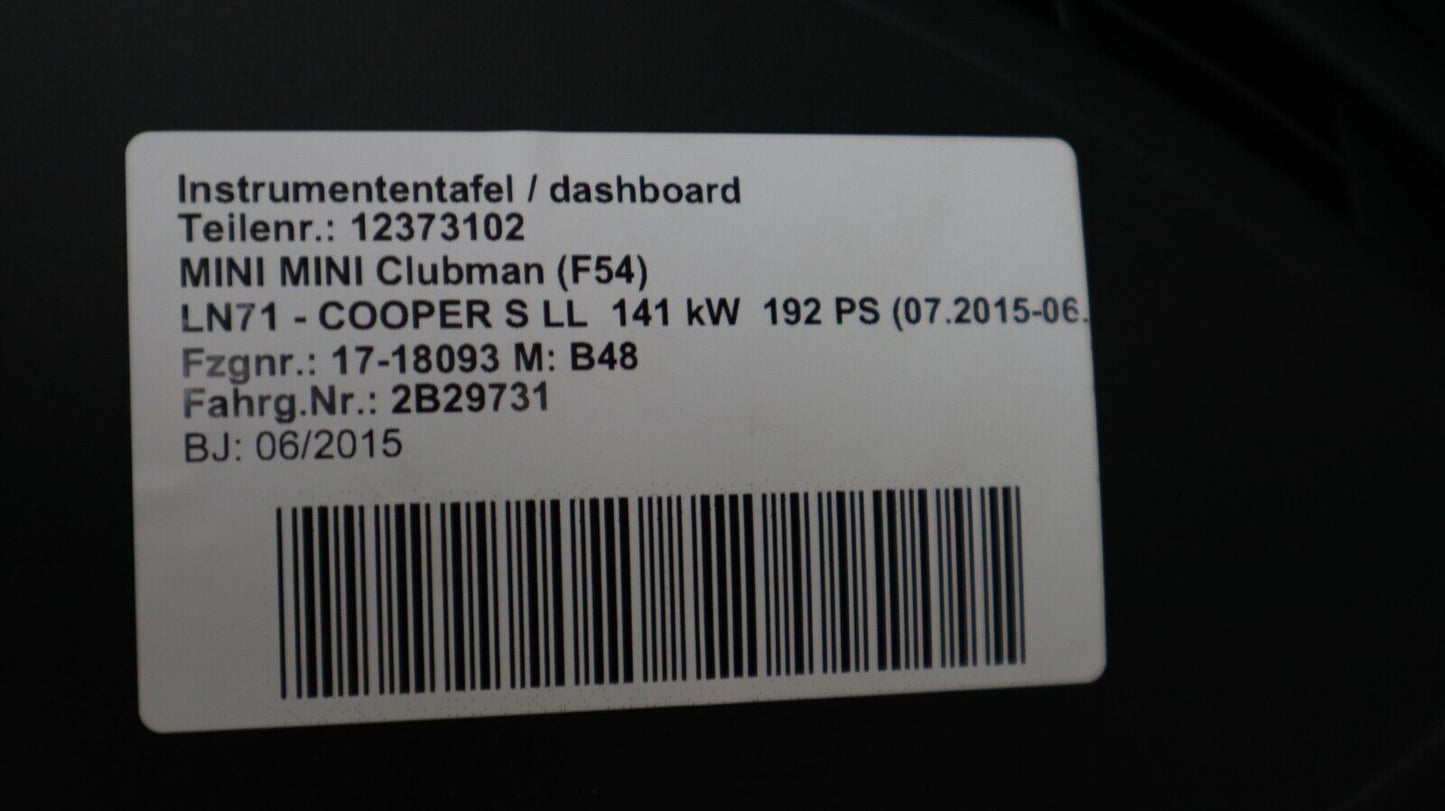 Instrumententafel / dashboard
Teilenr.: 12373102
MINI MINI Clubman (F54)
LN71 - COOPER S LL 141 kW 192 PS (07.2015-06.
Fzgnr.: 17-18093 M: B48
Fahrg.Nr.: 2B29731
BJ: 06/2015